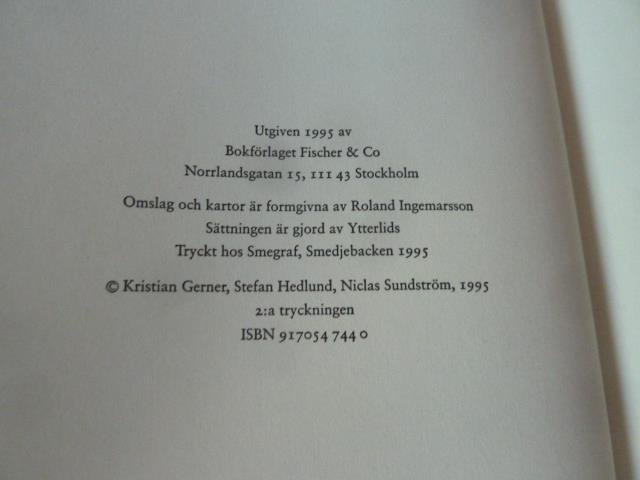 Utgiven 1995 av
Bokförlaget Fischer & Co
Norrlandsgatan 15, 111 43 Stockholm
Omslag och kartor är formgivna av Roland Ingemarsson
Sättningen är gjord av Ytterlids
Tryckt hos Smegraf, Smedjebacken 1995
© Kristian Gerner, Stefan Hedlund, Niclas Sundström, 1995
2:a tryckningen
ISBN 917054 744 0